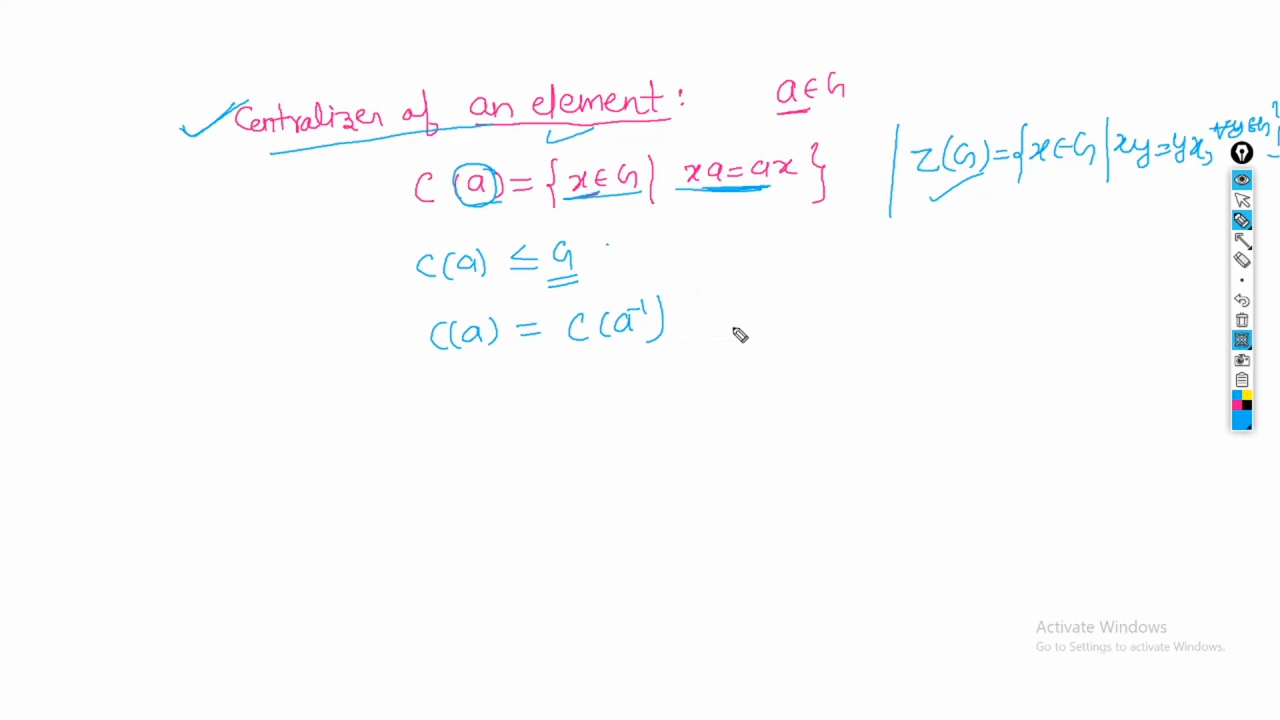 Centralizer of an element : a ∈ G
C (a) = { x ∈ G | xa = ax }
Z(G) = { x ∈ G | xy = yx, ∀ y ∈ G }
C(a) ≤ G
C(a) = C(a⁻¹)
Activate Windows
Go to Settings to activate Windows.